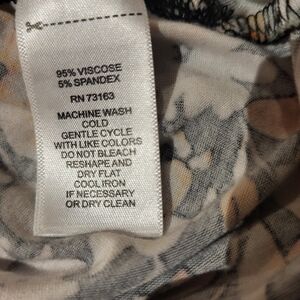 95% VISCOSE
5% SPANDEX
RN 73163
MACHINE WASH
COLD
GENTLE CYCLE
WITH LIKE COLORS
DO NOT BLEACH
RESHAPE AND
DRY FLAT
COOL IRON
IF NECESSARY
OR DRY CLEAN